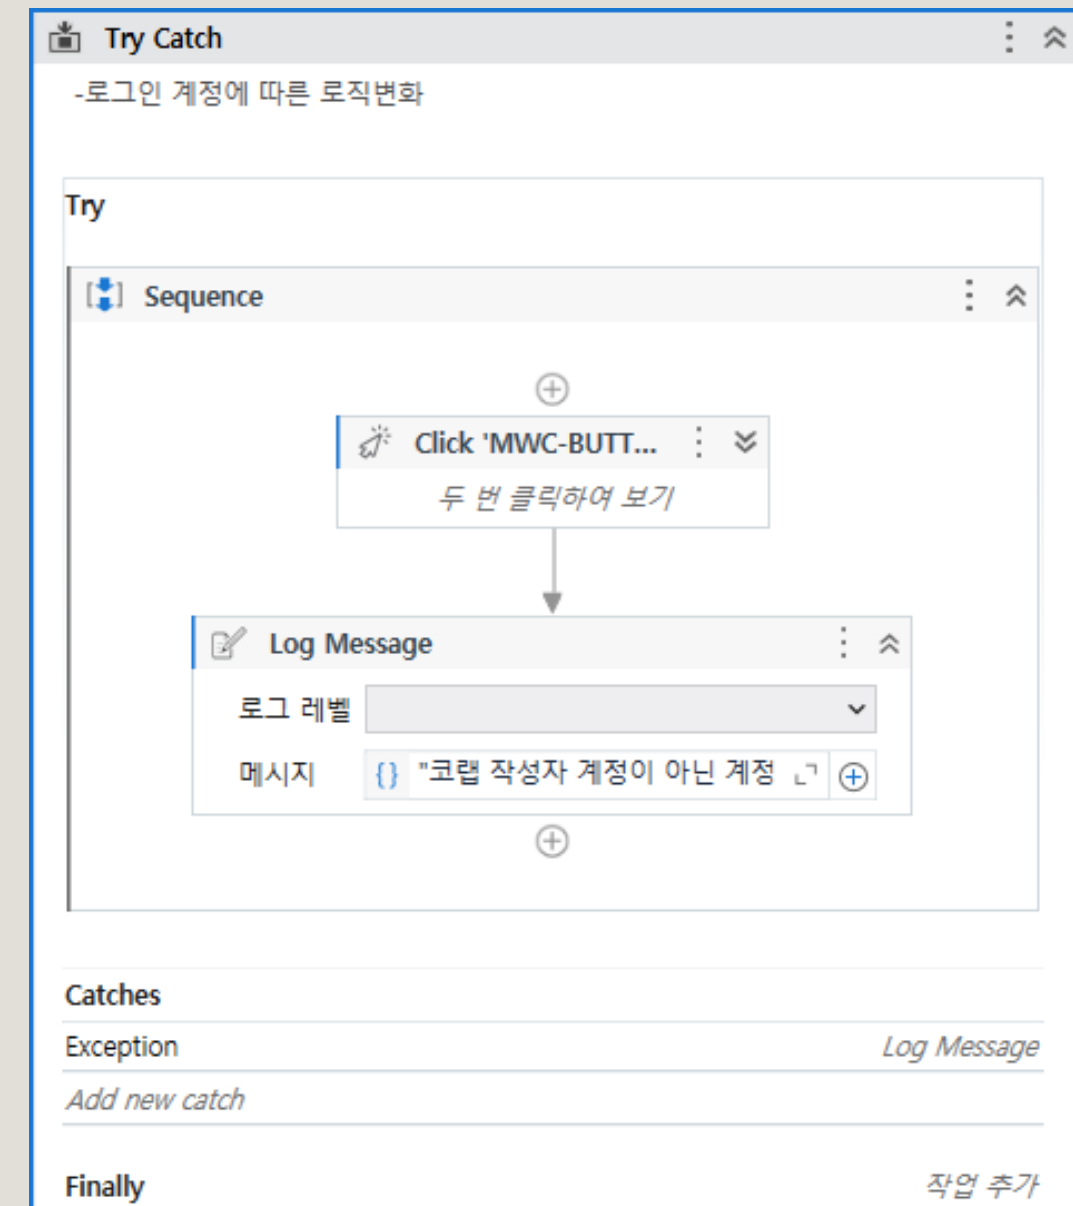 Try Catch
-로그인 계정에 따른 로직변화
Try
Sequence
Click 'MWC-BUTT...
두 번 클릭하여 보기
Log Message
로그 레벨
메시지 {} "코랩 작성자 계정이 아닌 계정
Catches
Exception Log Message
Add new catch
Finally 작업 추가